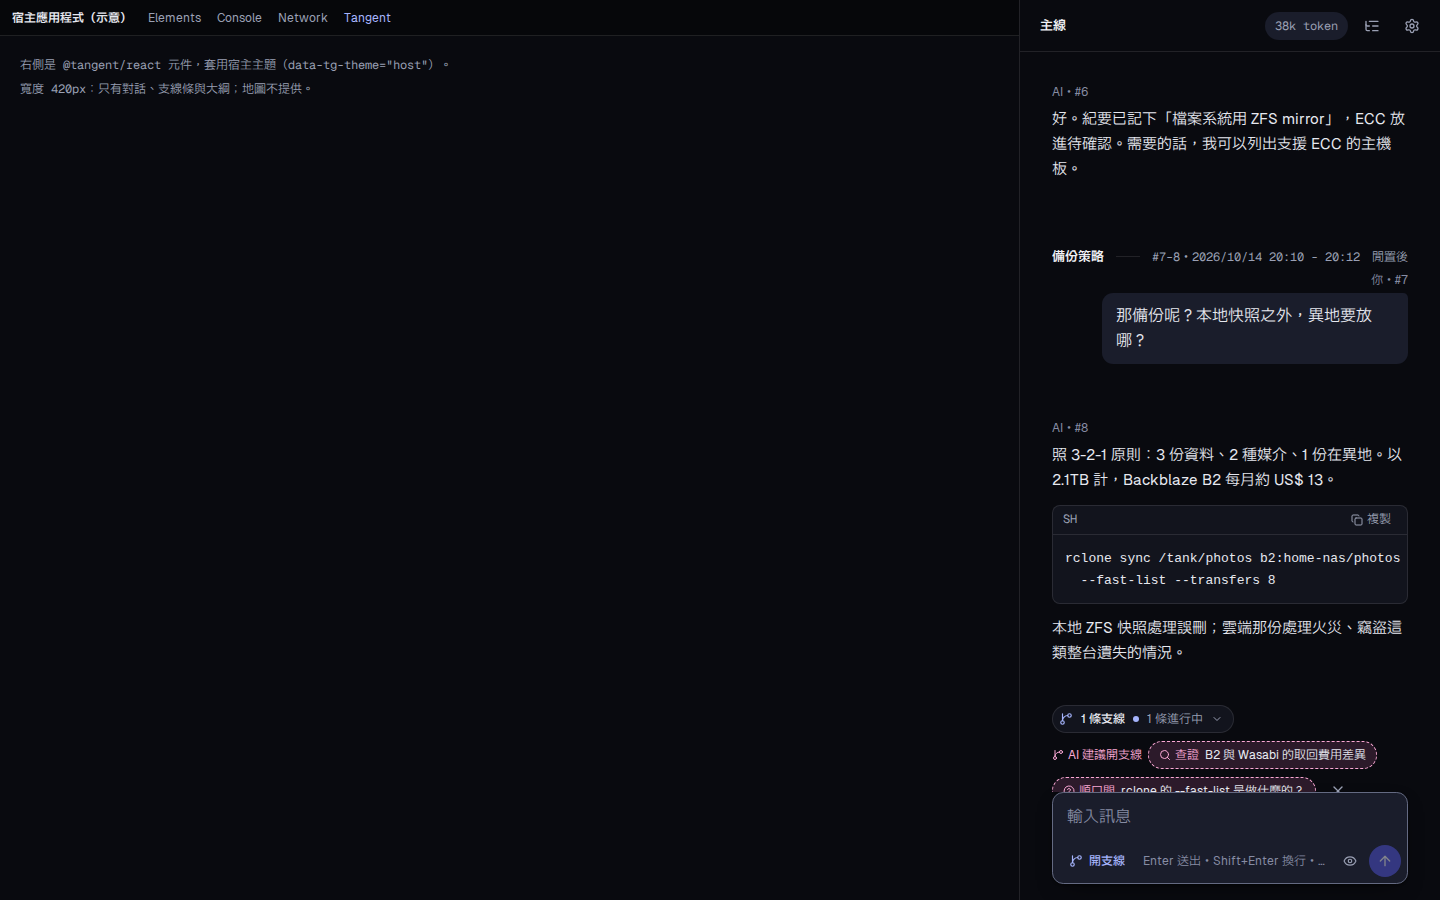 宿主應用程式（示意） Elements Console Network Tangent
右側是 @tangent/react 元件，套用宿主主題（data-tg-theme="host"）。
寬度 420px：只有對話、支線條與大綱；地圖不提供。
主線 38k token
AI・#6
好。紀要已記下「檔案系統用 ZFS mirror」，ECC 放
進待確認。需要的話，我可以列出支援 ECC 的主機
板。
備份策略 #7–8・2026/10/14 20:10 – 20:12 閒置後
你・#7
那備份呢？本地快照之外，異地要放
哪？
AI・#8
照 3-2-1 原則：3 份資料、2 種媒介、1 份在異地。以
2.1TB 計，Backblaze B2 每月約 US$ 13。
SH 複製
rclone sync /tank/photos b2:home-nas/photos
--fast-list --transfers 8
本地 ZFS 快照處理誤刪；雲端那份處理火災、竊盜這
類整台遺失的情況。
1 條支線 1 條進行中
AI 建議開支線 查證 B2 與 Wasabi 的取回費用差異
順口問 rclone 的 --fast-list 是做什麼的？
輸入訊息
開支線 Enter 送出・Shift+Enter 換行・…